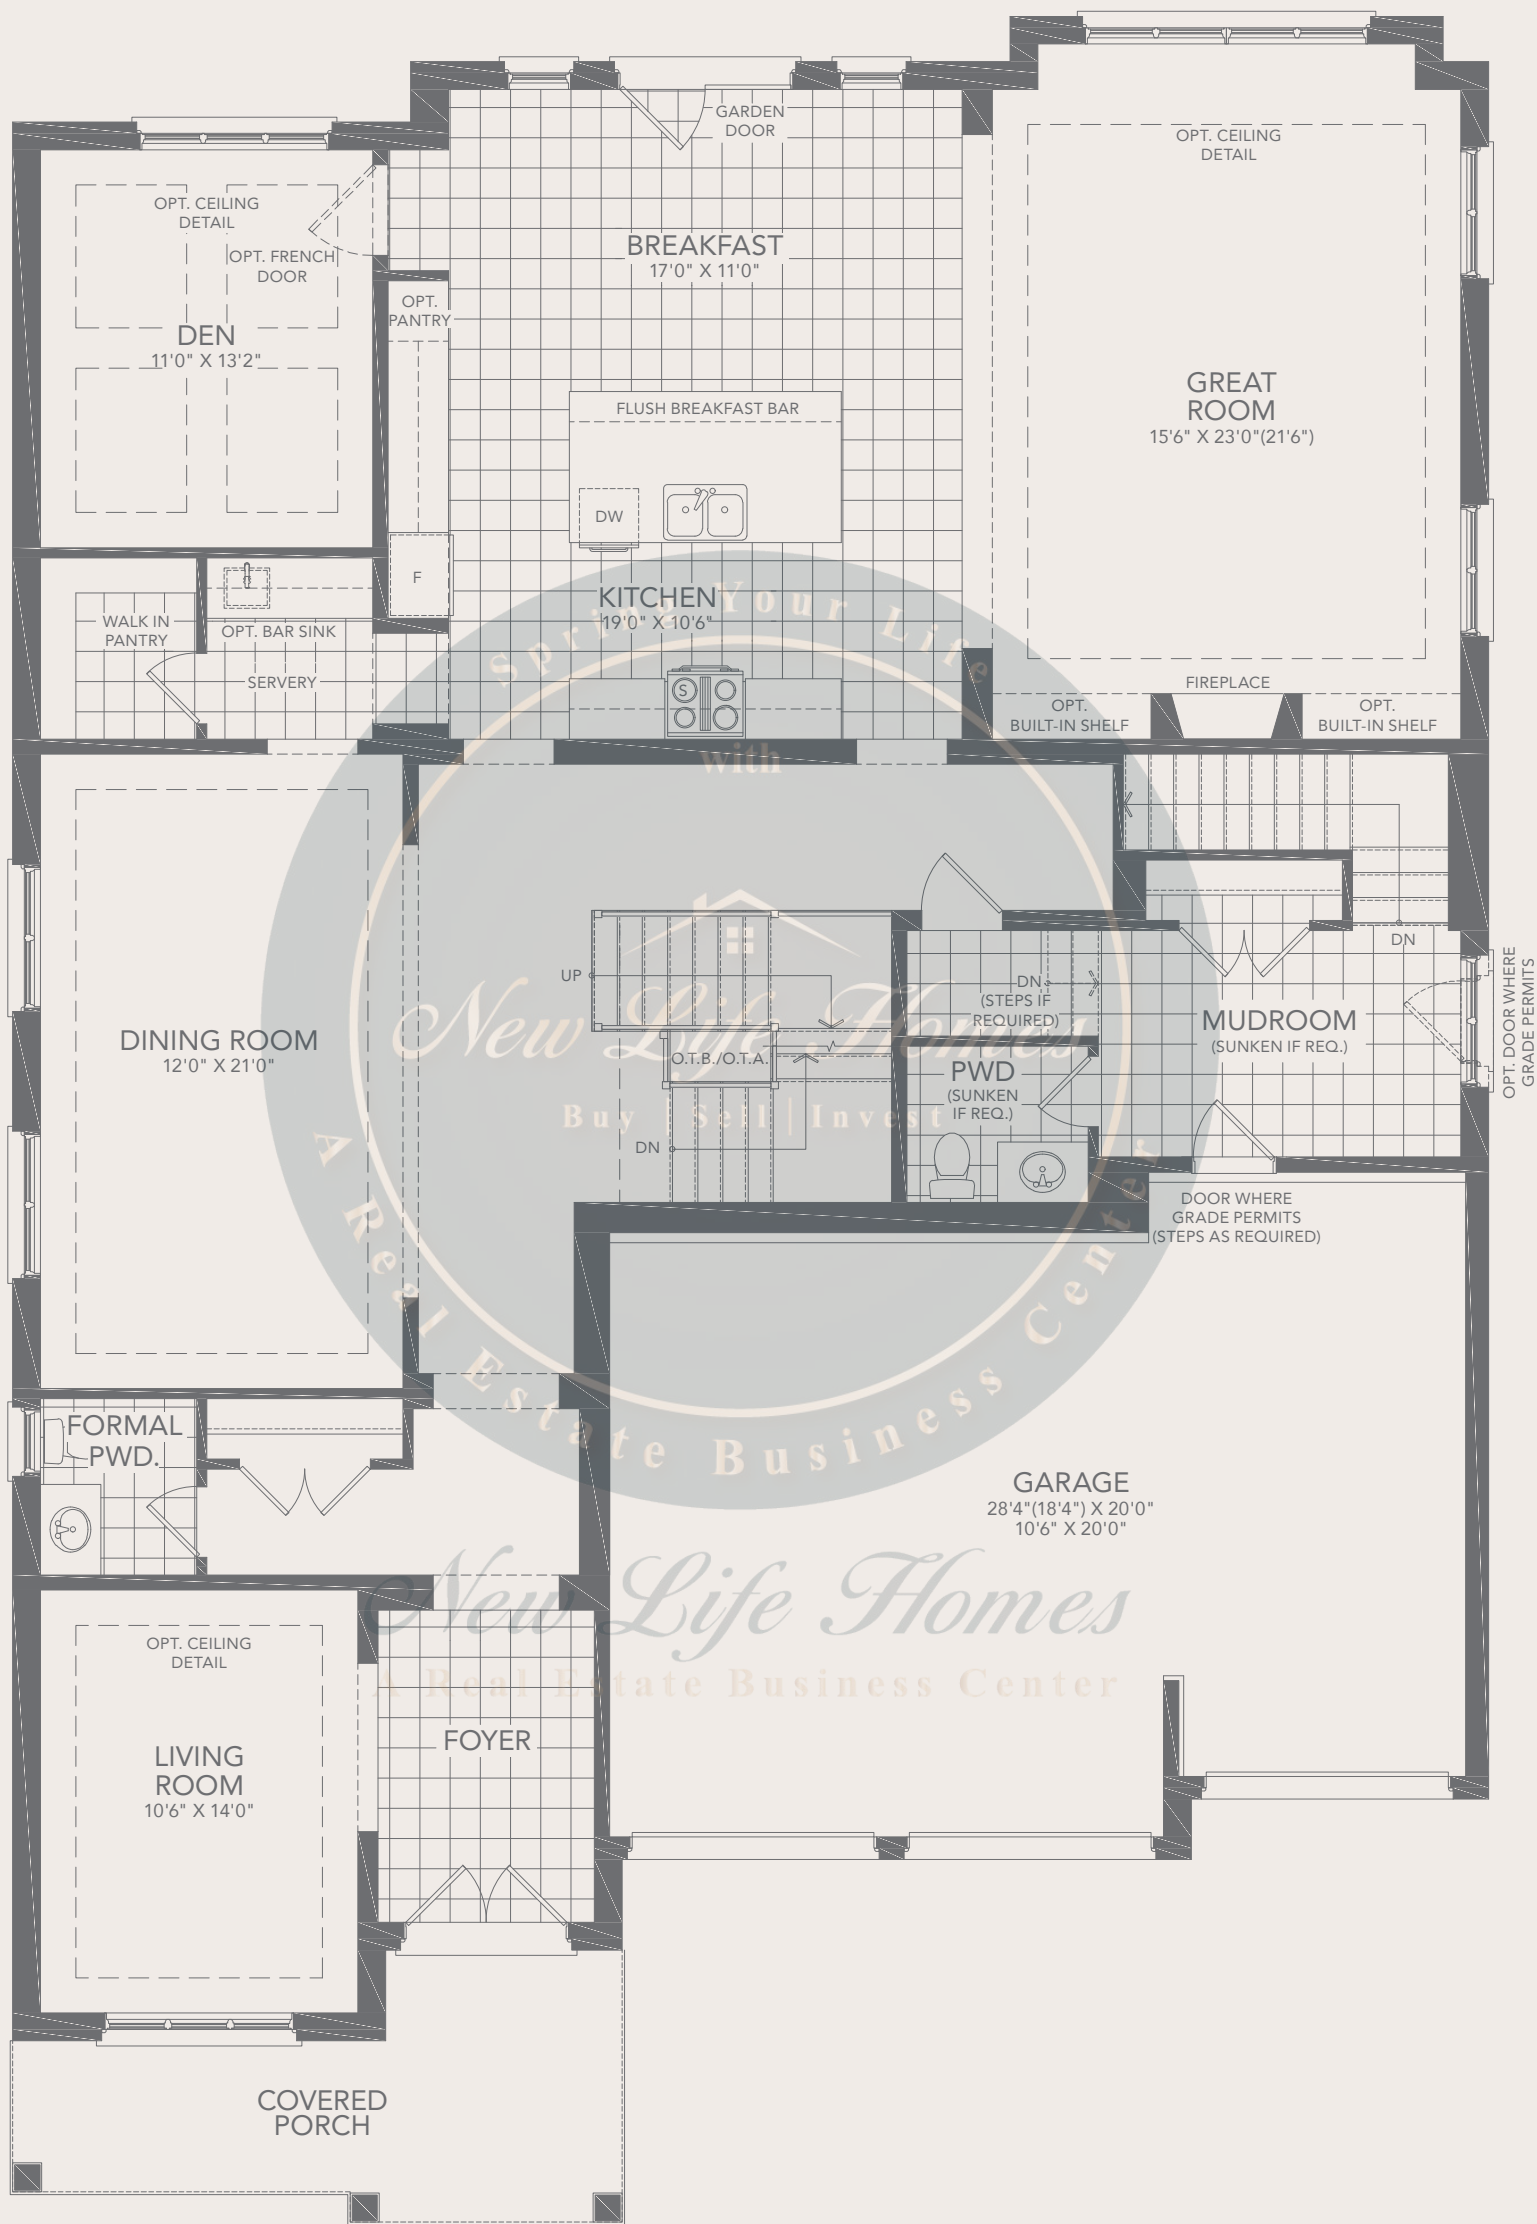 GARDEN
DOOR
OPT. CEILING
DETAIL
OPT. CEILING
DETAIL
OPT. FRENCH
DOOR
BREAKFAST
17'0" X 11'0"
OPT.
PANTRY
DEN
11'0" X 13'2"
GREAT
ROOM
15'6" X 23'0"(21'6")
FLUSH BREAKFAST BAR
DW
F
KITCHEN
19'0" X 10'6"
WALK IN
PANTRY
OPT. BAR SINK
SERVERY
S
FIREPLACE
OPT.
BUILT-IN SHELF
OPT.
BUILT-IN SHELF
Spring Your Life
with
DN
UP
DN
(STEPS IF
REQUIRED)
MUDROOM
(SUNKEN IF REQ.)
OPT. DOOR WHERE
GRADE PERMITS
New Life Homes
DINING ROOM
12'0" X 21'0"
O.T.B./O.T.A.
PWD
(SUNKEN
IF REQ.)
Buy | Sell | Invest
DN
DOOR WHERE
GRADE PERMITS
(STEPS AS REQUIRED)
A Real Estate Business Center
FORMAL
PWD.
GARAGE
28'4"(18'4") X 20'0"
10'6" X 20'0"
New Life Homes
A Real Estate Business Center
OPT. CEILING
DETAIL
FOYER
LIVING
ROOM
10'6" X 14'0"
COVERED
PORCH